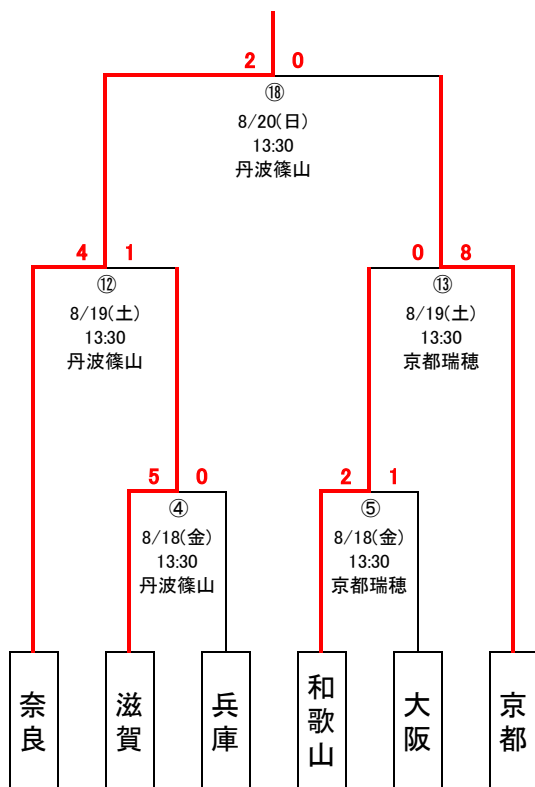 2 0
⑱
8/20(日)
13:30
丹波篠山
4 1
⑫
8/19(土)
13:30
丹波篠山
0 8
⑬
8/19(土)
13:30
京都瑞穂
5 0
④
8/18(金)
13:30
丹波篠山
2 1
⑤
8/18(金)
13:30
京都瑞穂
奈良
滋賀
兵庫
和歌山
大阪
京都